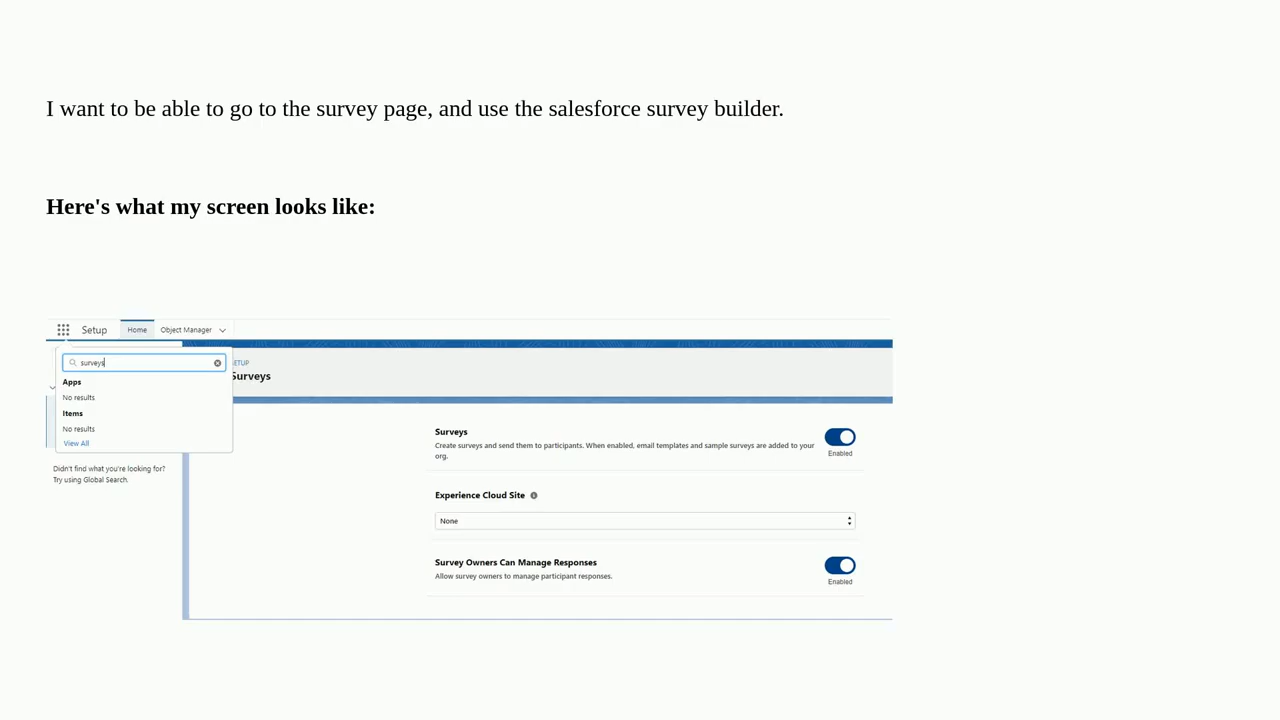 I want to be able to go to the survey page, and use the salesforce survey builder.
Here's what my screen looks like:
Setup Home Object Manager
surveys
Apps
No results
Items
No results
View All
Didn't find what you're looking for?
Try using Global Search.
ETUP
Surveys
Surveys
Create surveys and send them to participants. When enabled, email templates and sample surveys are added to your
org.
Enabled
Experience Cloud Site
None
Survey Owners Can Manage Responses
Allow survey owners to manage participant responses.
Enabled